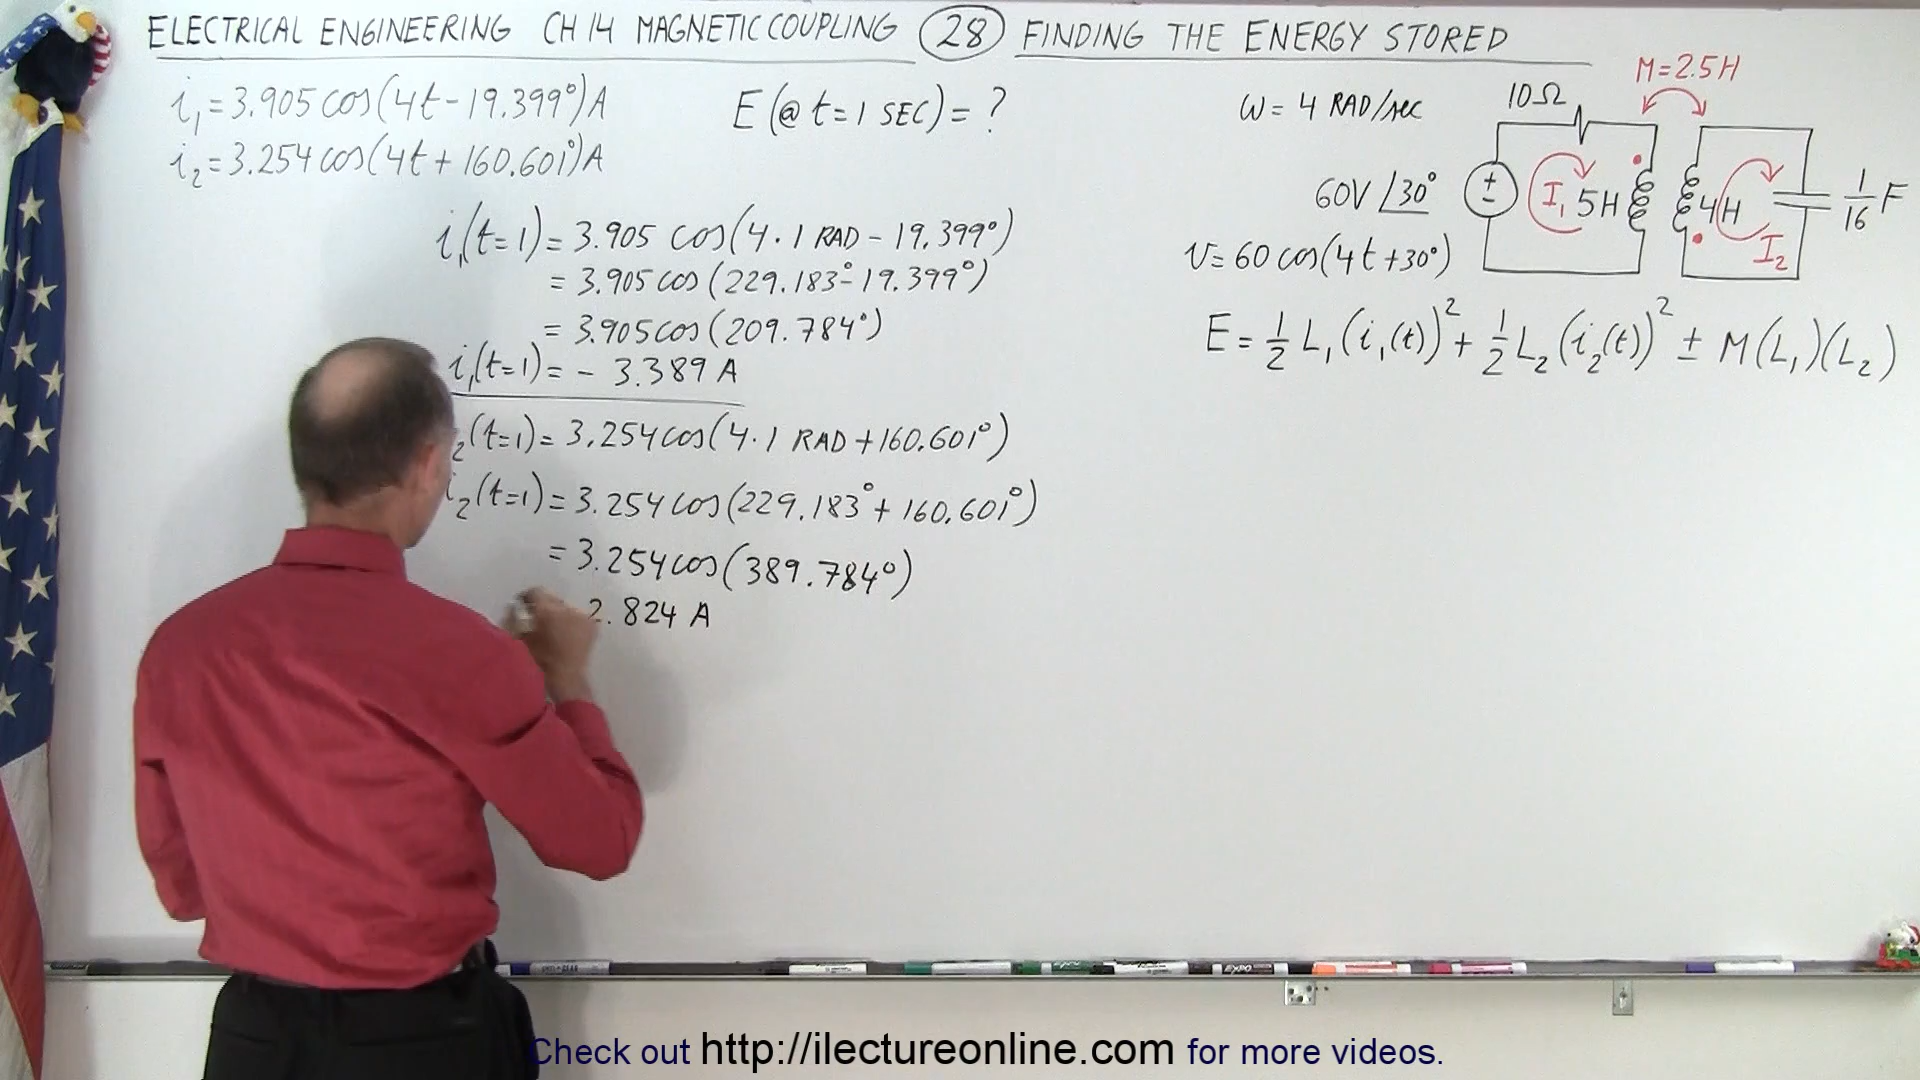 ELECTRICAL ENGINEERING CH 14 MAGNETIC COUPLING 28 FINDING THE ENERGY STORED
i₁ = 3.905 cos(4t - 19.399°)A
i₂ = 3.254 cos(4t + 160.601°)A
E (@ t = 1 SEC) = ?
i₁(t=1) = 3.905 cos(4 · 1 RAD - 19.399°)
= 3.905 cos(229.183° - 19.399°)
= 3.905 cos(209.784°)
i₁(t=1) = - 3.389 A
₂(t=1) = 3.254 cos(4 · 1 RAD + 160.601°)
i₂(t=1) = 3.254 cos(229.183° + 160.601°)
= 3.254 cos(389.784°)
2.824 A
ω = 4 RAD/sec
60V ∠30°
v = 60 cos(4t + 30°)
M = 2.5H
10Ω
+
-
I₁ 5H
4H
I₂
1/16 F
E = 1/2 L₁(i₁(t))² + 1/2 L₂(i₂(t))² ± M(L₁)(L₂)
Check out http://ilectureonline.com for more videos.